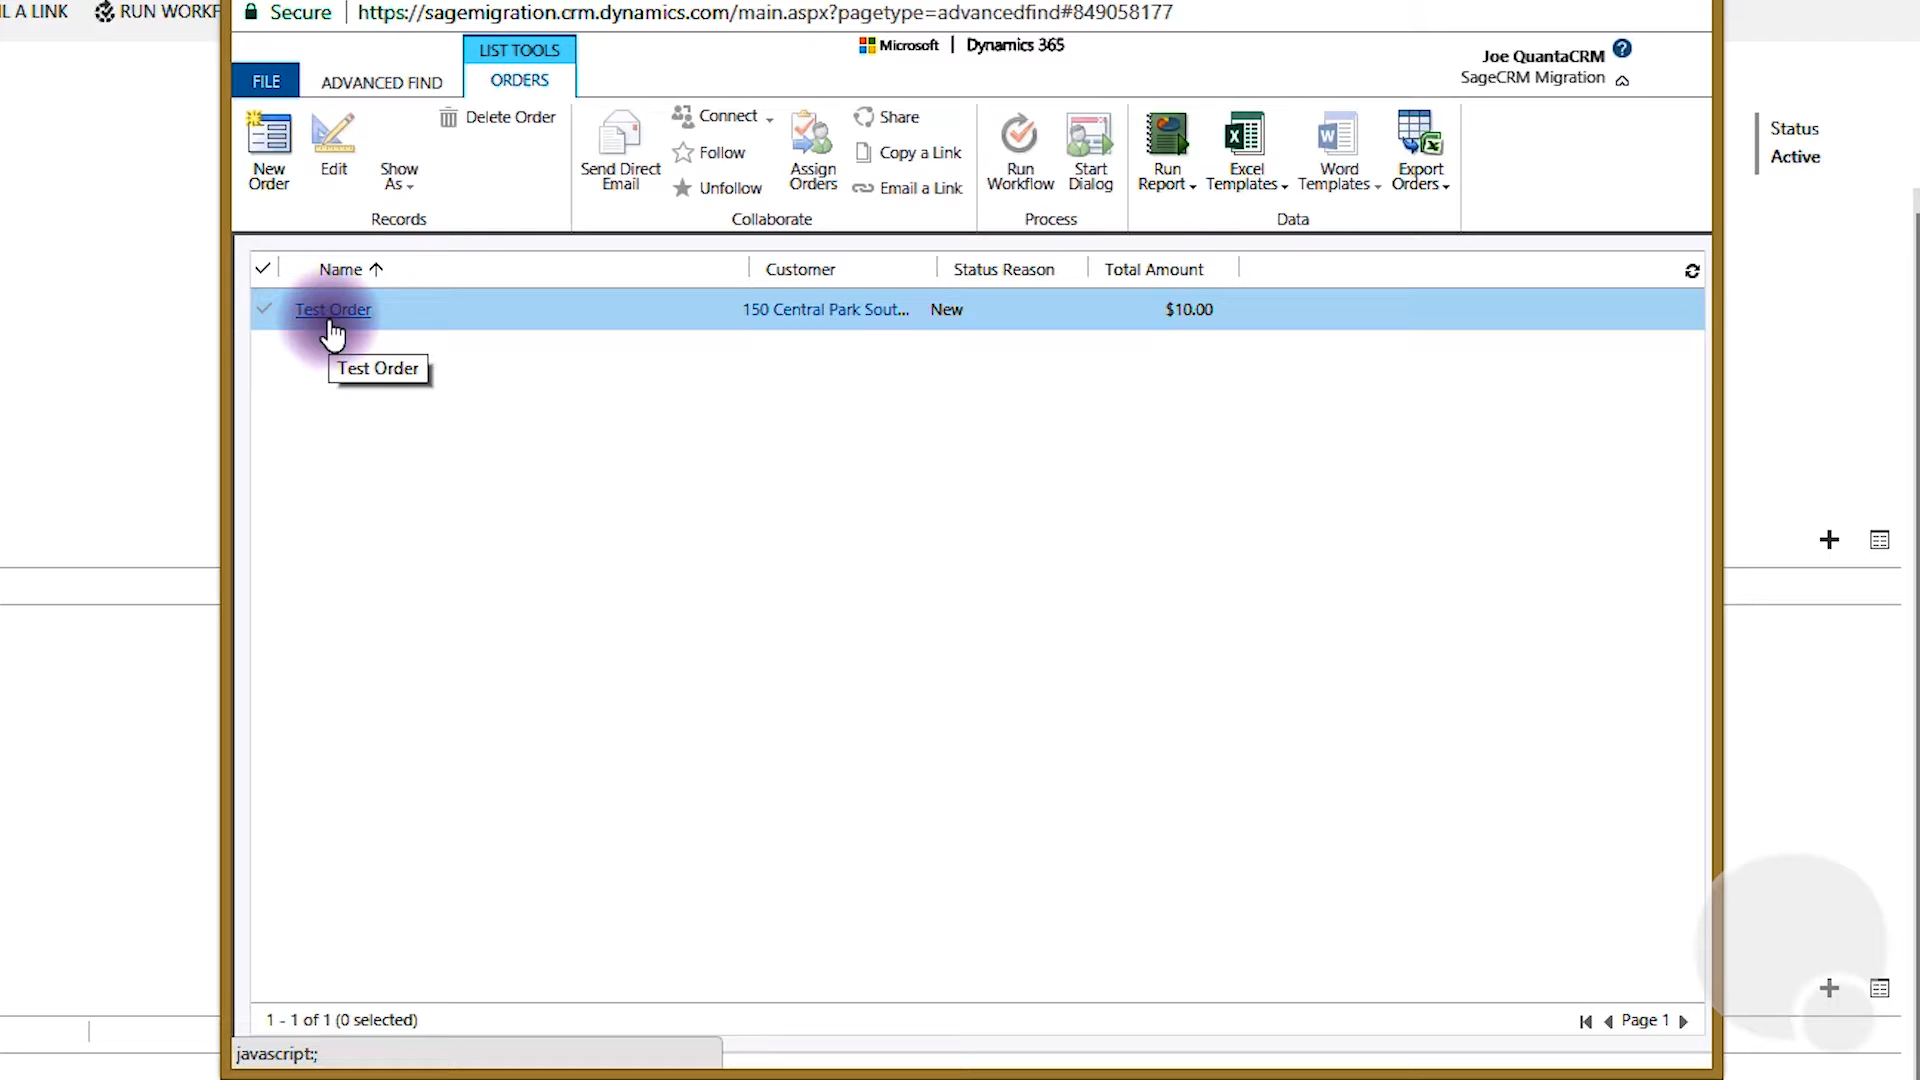 IL A LINK
RUN WORKF
Secure
https://sagemigration.crm.dynamics.com/main.aspx?pagetype=advancedfind#849058177
Microsoft | Dynamics 365
Joe QuantaCRM
SageCRM Migration
FILE
ADVANCED FIND
LIST TOOLS
ORDERS
New
Order
Edit
Show
As
Delete Order
Records
Send Direct
Email
Connect
Follow
Unfollow
Assign
Orders
Share
Copy a Link
Email a Link
Collaborate
Run
Workflow
Start
Dialog
Process
Run
Report
Excel
Templates
Word
Templates
Export
Orders
Data
Status
Active
Name
Customer
Status Reason
Total Amount
Test Order
150 Central Park Sout...
New
$10.00
Test Order
1 - 1 of 1 (0 selected)
Page 1
javascript:;